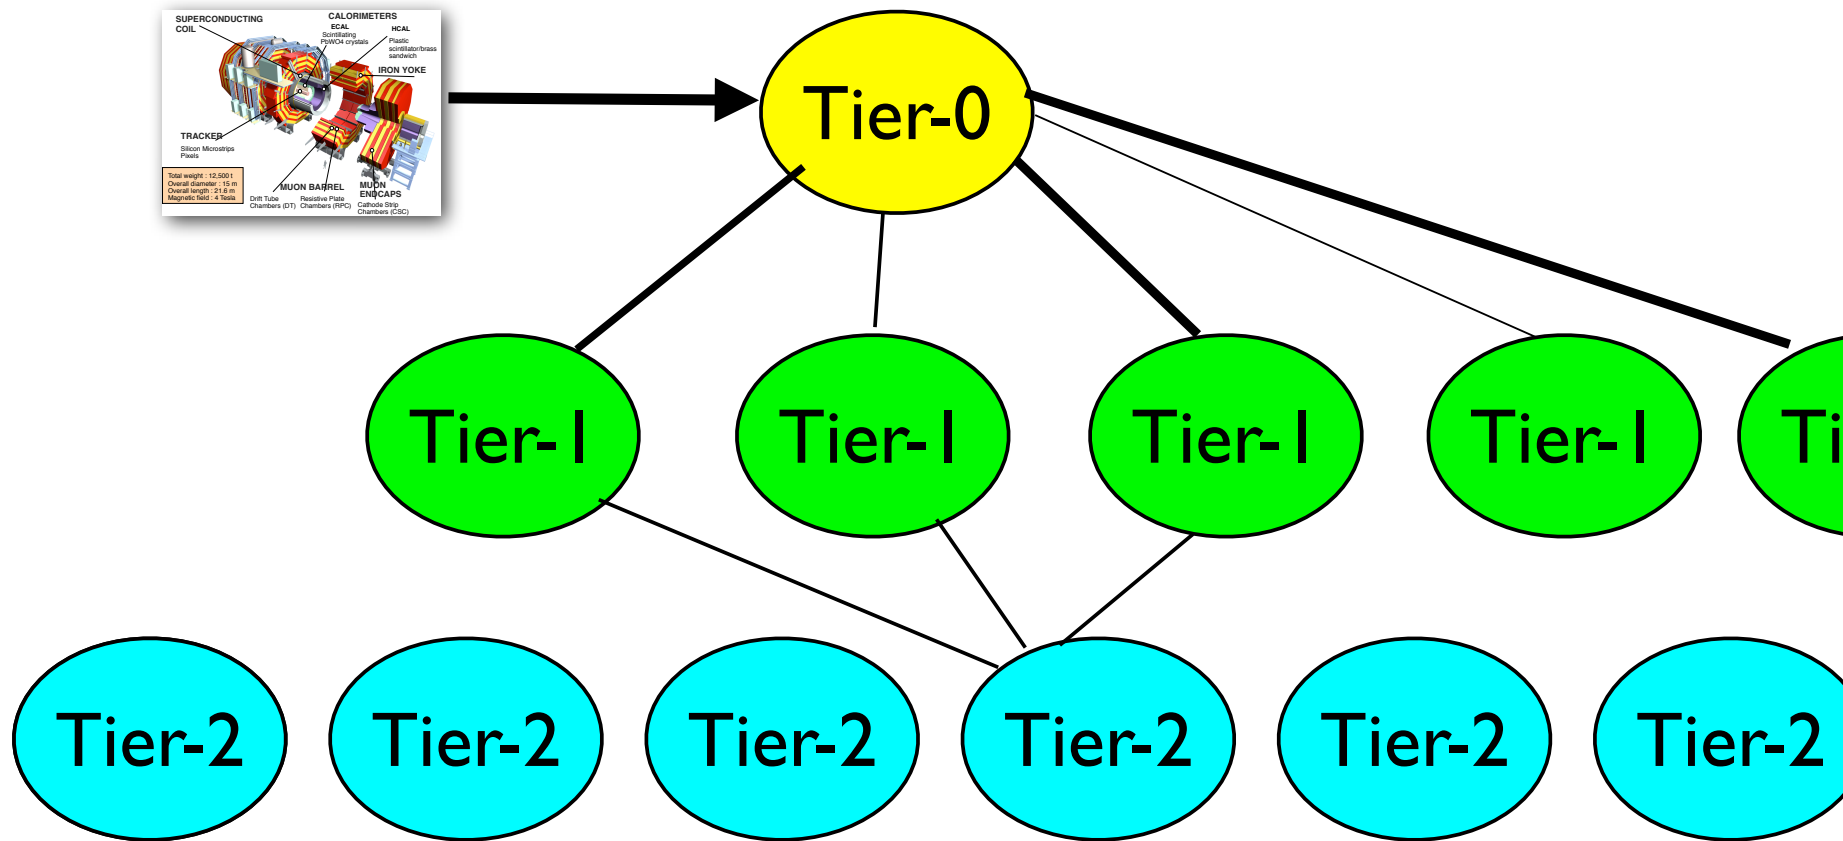 SUPERCONDUCTING
COIL
CALORIMETERS
ECAL
Scintillating
PbWO4 crystals
HCAL
Plastic
scintillator/brass
sandwich
IRON YOKE
TRACKER
Silicon Microstrips
Pixels
Total weight : 12,500 t
Overall diameter : 15 m
Overall length : 21.6 m
Magnetic field : 4 Tesla
MUON BARREL
Drift Tube
Chambers (DT)
Resistive Plate
Chambers (RPC)
MUON
ENDCAPS
Cathode Strip
Chambers (CSC)
Tier-0
Tier-1
Tier-1
Tier-1
Tier-1
Ti
Tier-2
Tier-2
Tier-2
Tier-2
Tier-2
Tier-2